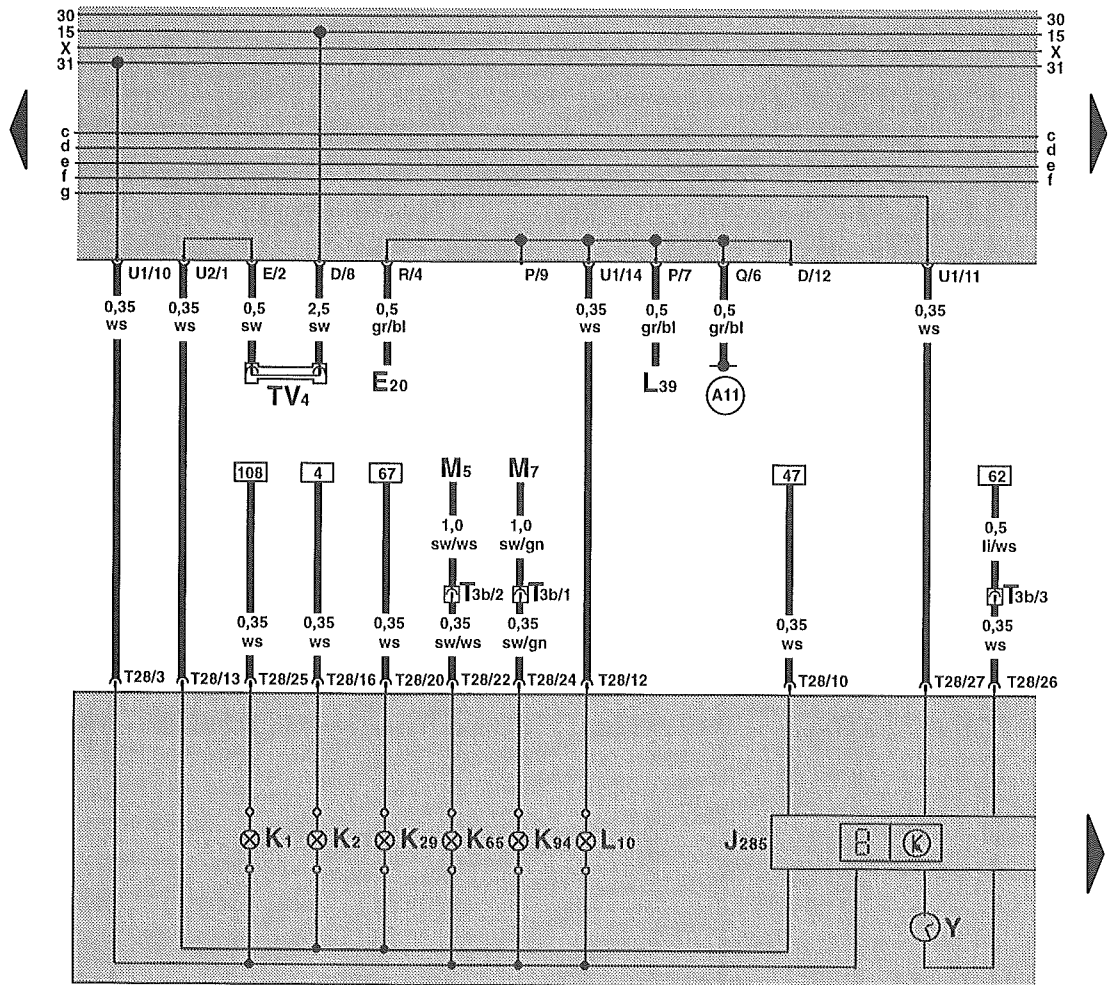 30 30
15 15
X X
31 31
c c
d d
e e
f f
g
U1/10 U2/1 E/2 D/8 R/4 P/9 U1/14 P/7 Q/6 D/12 U1/11
0,35 0,35 0,5 2,5 0,5 0,35 0,5 0,5 0,35
ws ws sw sw gr/bl ws gr/bl gr/bl ws
TV4 E20 L39 A11
108 4 67 M5 M7 47 62
1,0 1,0 0,5
sw/ws sw/gn li/ws
T3b/2 T3b/1 T3b/3
0,35 0,35 0,35 0,35 0,35 0,35 0,35
ws ws ws sw/ws sw/gn ws ws
T28/3 T28/13 T28/25 T28/16 T28/20 T28/22 T28/24 T28/12 T28/10 T28/27 T28/26
K1 K2 K29 K65 K94 L10 J285 8 K
Y